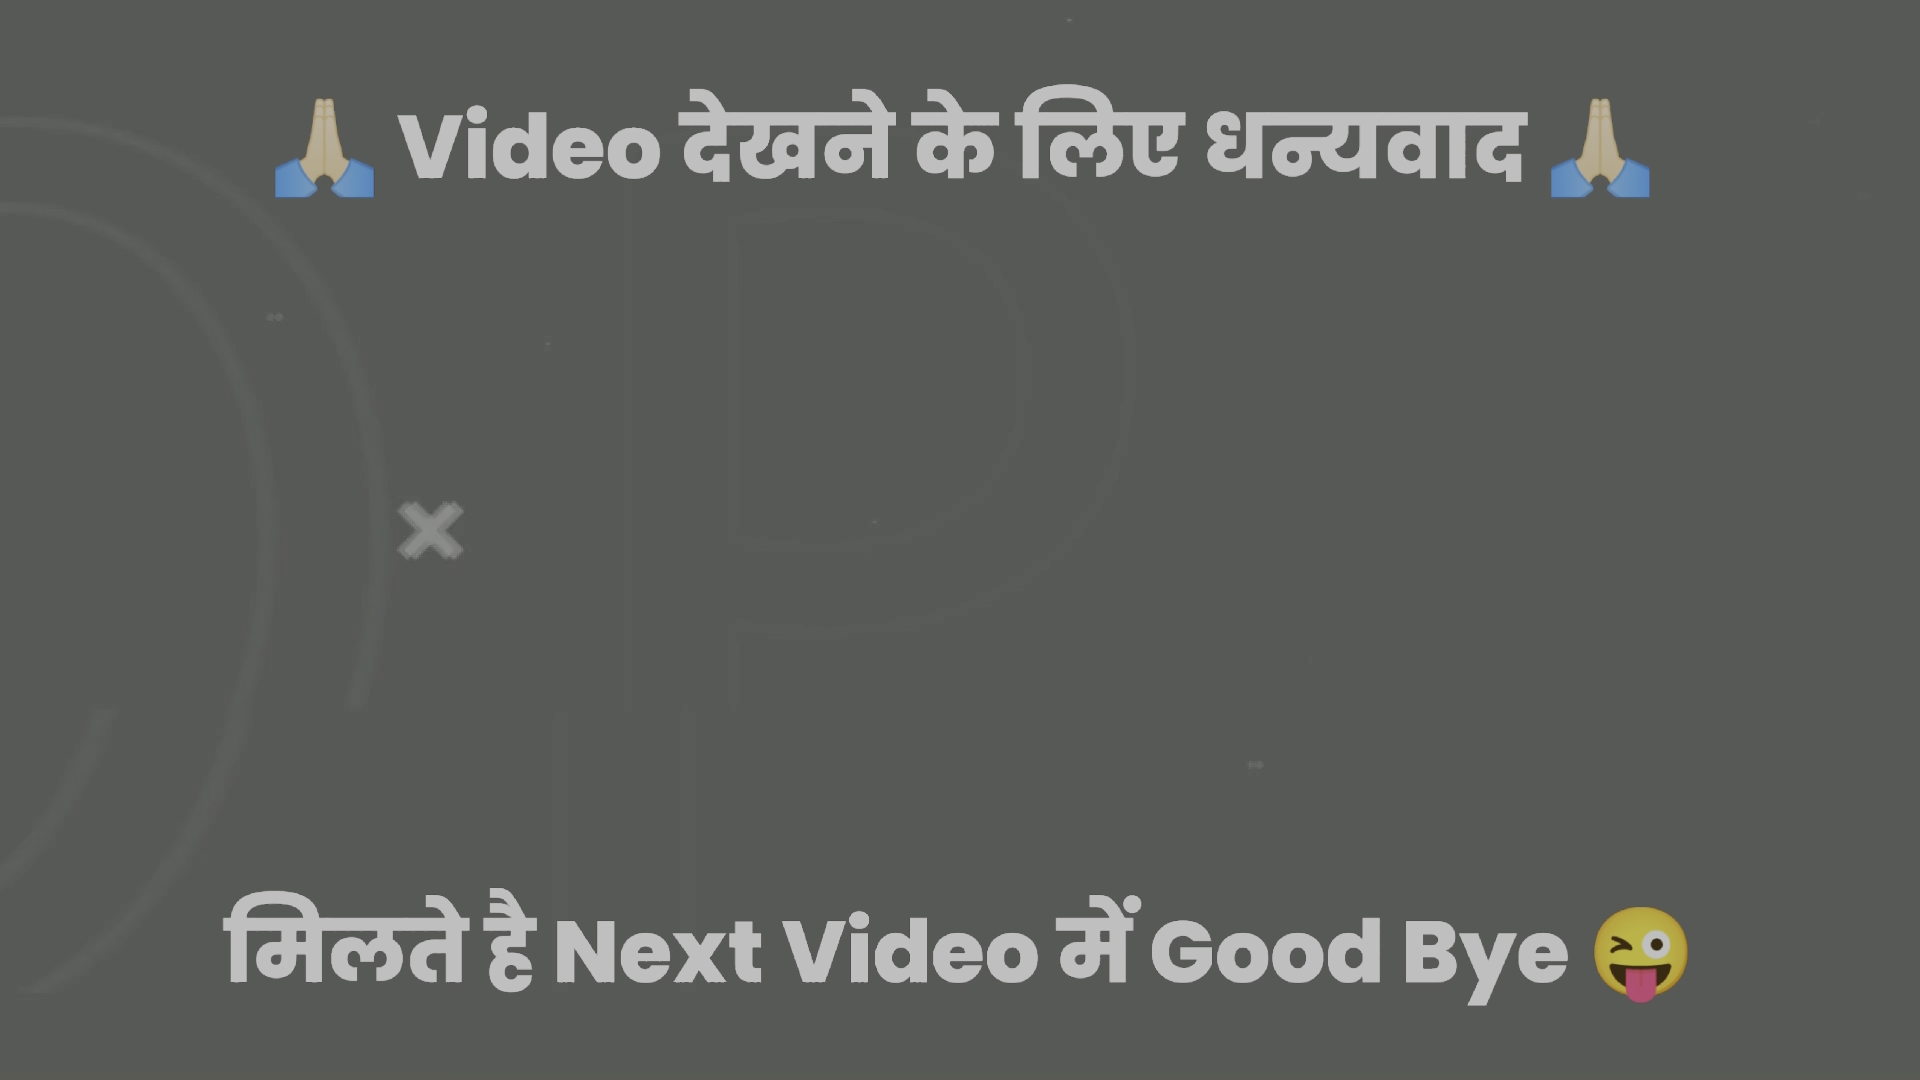 🙏🏼 Video देखने के लिए धन्यवाद 🙏🏼
मिलते है Next Video में Good Bye 😜